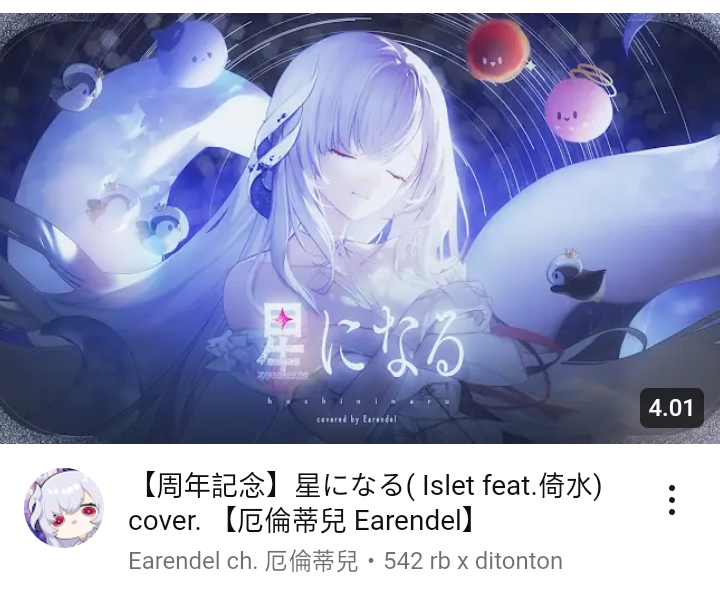 星になる
hoshininaru
covered by Earendel
4.01
【周年記念】星になる( Islet feat.倚水)
cover. 【厄倫蒂兒 Earendel】
Earendel ch. 厄倫蒂兒 • 542 rb x ditonton